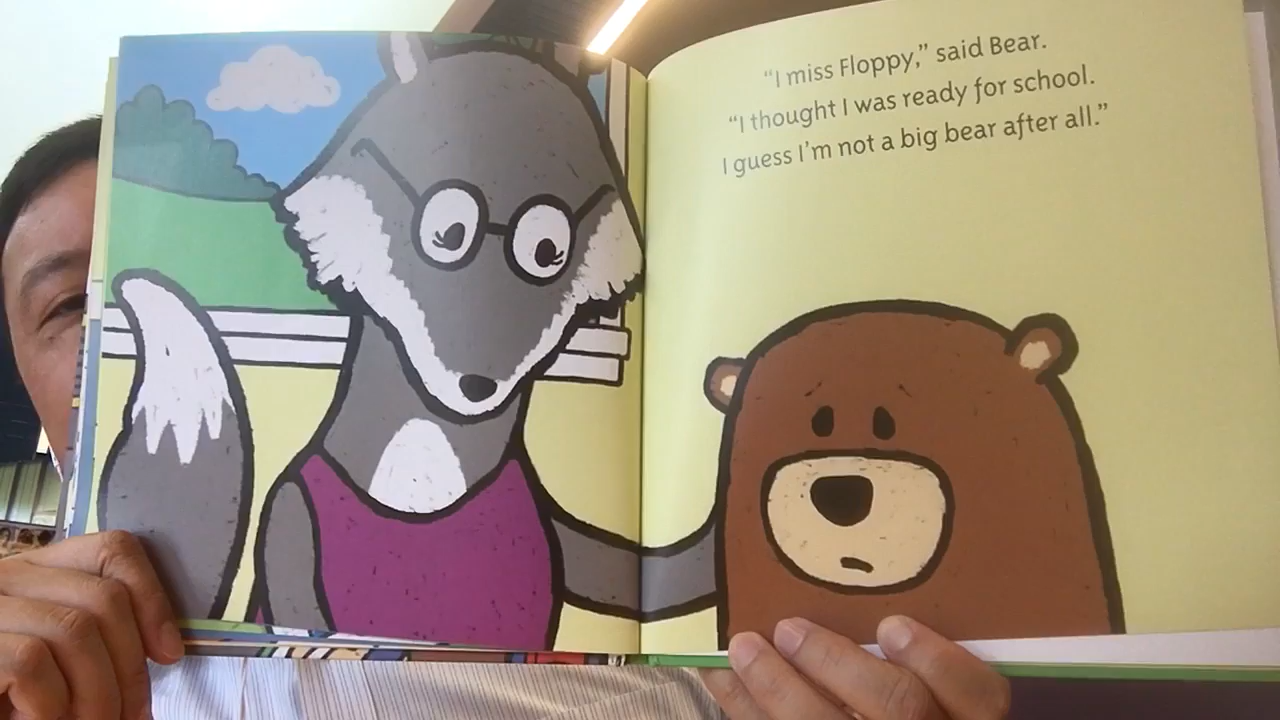 “I miss Floppy,” said Bear.
“I thought I was ready for school.
I guess I’m not a big bear after all.”